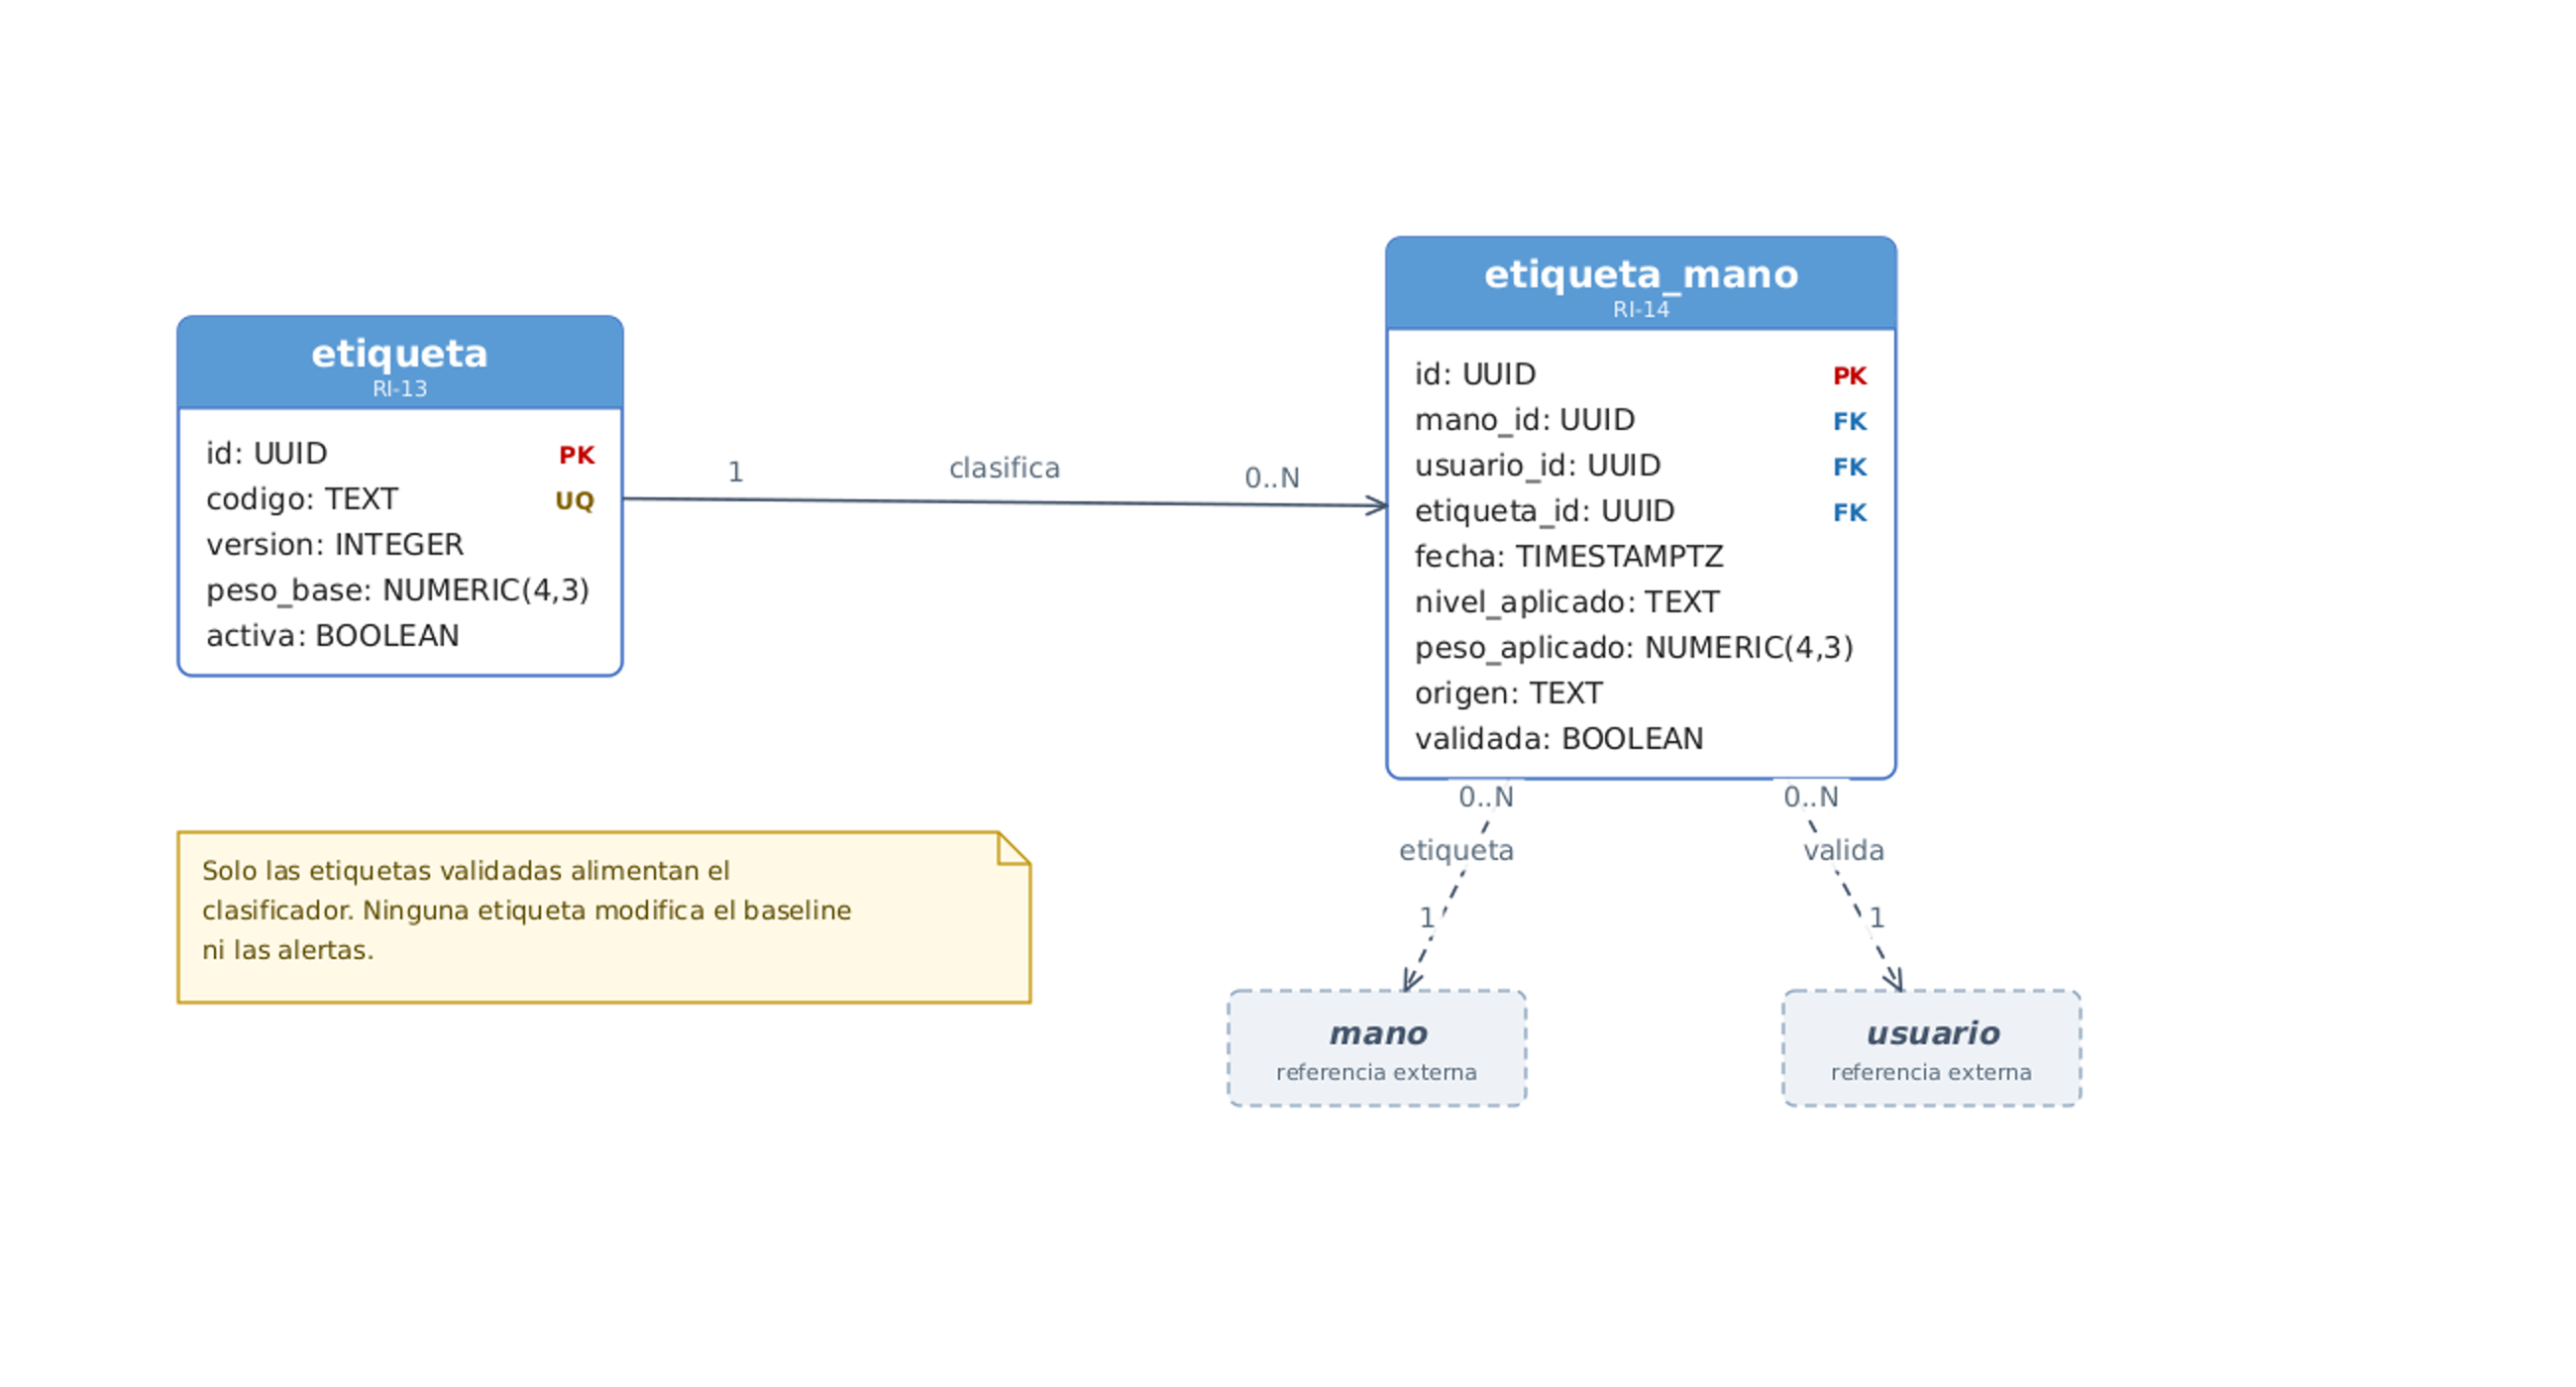 etiqueta
RI-13
id: UUID PK
codigo: TEXT UQ
version: INTEGER
peso_base: NUMERIC(4,3)
activa: BOOLEAN
1 clasifica 0..N
etiqueta_mano
RI-14
id: UUID PK
mano_id: UUID FK
usuario_id: UUID FK
etiqueta_id: UUID FK
fecha: TIMESTAMPTZ
nivel_aplicado: TEXT
peso_aplicado: NUMERIC(4,3)
origen: TEXT
validada: BOOLEAN
0..N
etiqueta
1
0..N
valida
1
Solo las etiquetas validadas alimentan el
clasificador. Ninguna etiqueta modifica el baseline
ni las alertas.
mano
referencia externa
usuario
referencia externa